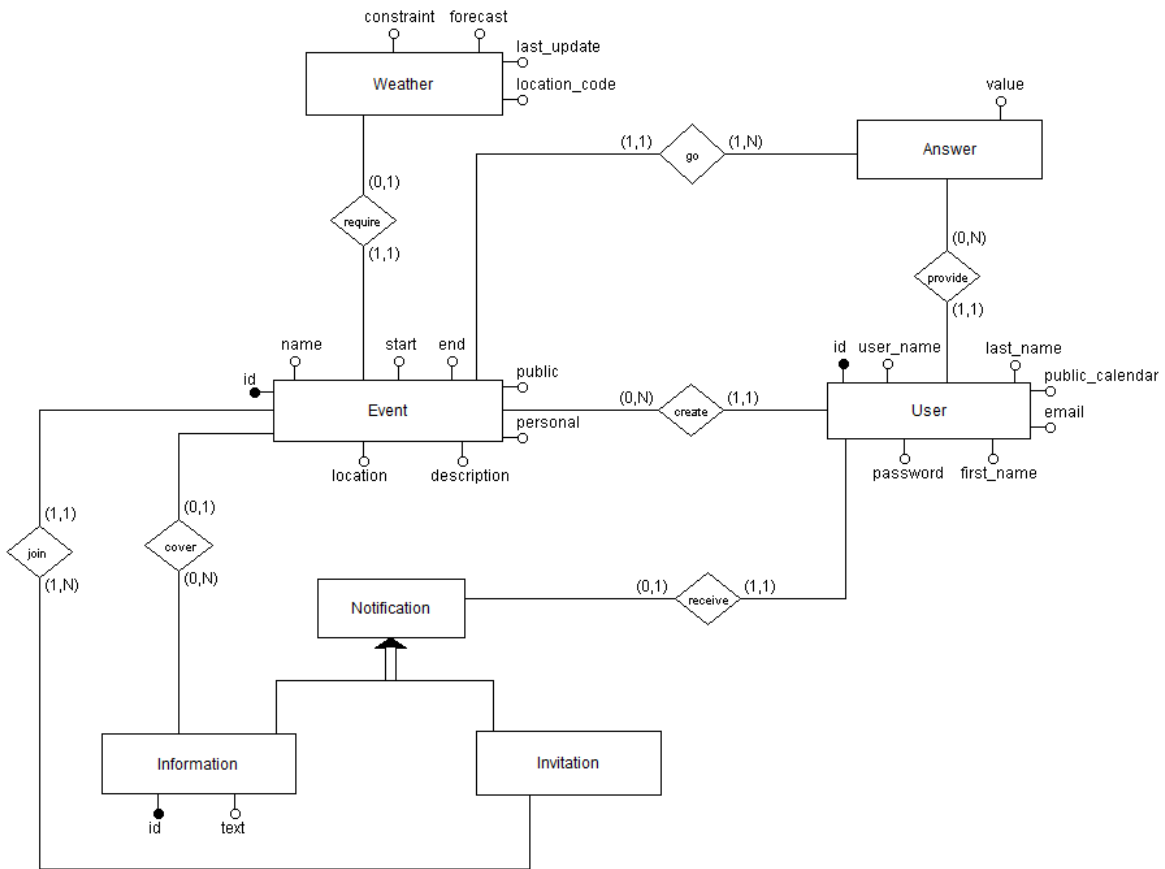 constraint
forecast
last_update
location_code
Weather
value
Answer
(1,1)
go
(1,N)
(0,1)
require
(1,1)
(0,N)
provide
(1,1)
name
start
end
public
personal
id
Event
location
description
(0,N)
create
(1,1)
id
user_name
last_name
public_calendar
email
User
password
first_name
(1,1)
join
(1,N)
(0,1)
cover
(0,N)
Notification
(0,1)
receive
(1,1)
Information
id
text
Invitation